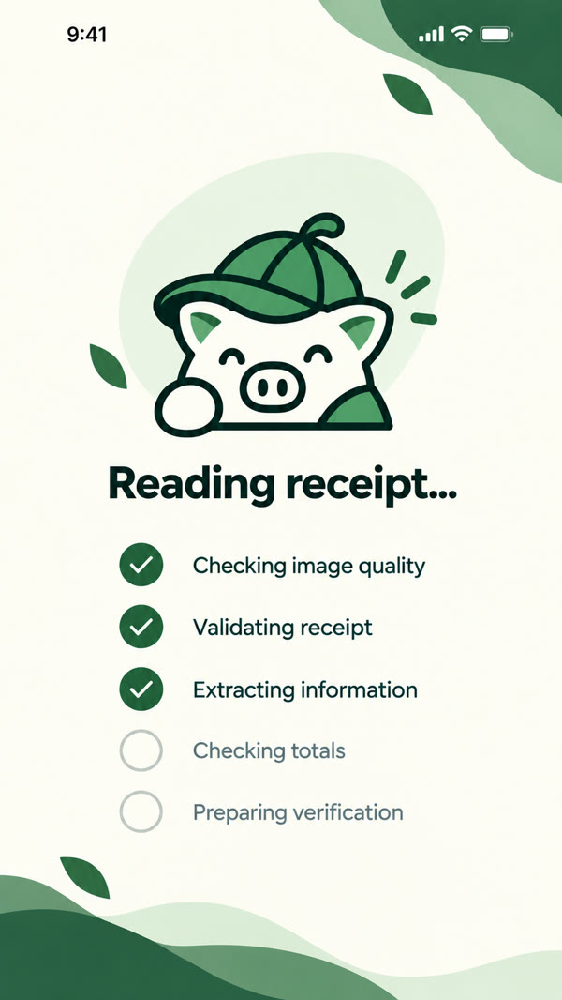 9:41
Reading receipt...
Checking image quality
Validating receipt
Extracting information
Checking totals
Preparing verification